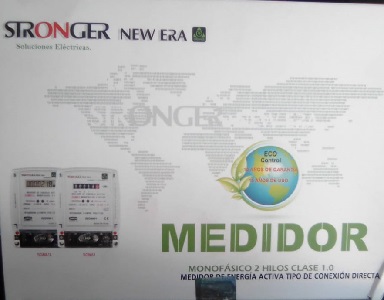 STRONGER | NEW ERA
Soluciones Eléctricas.
STRONGER NEW ERA
ECO
Control
MEDIDOR
MONOFÁSICO 2 HILOS CLASE 1.0
MEDIDOR DE ENERGÍA ACTIVA TIPO DE CONEXIÓN DIRECTA